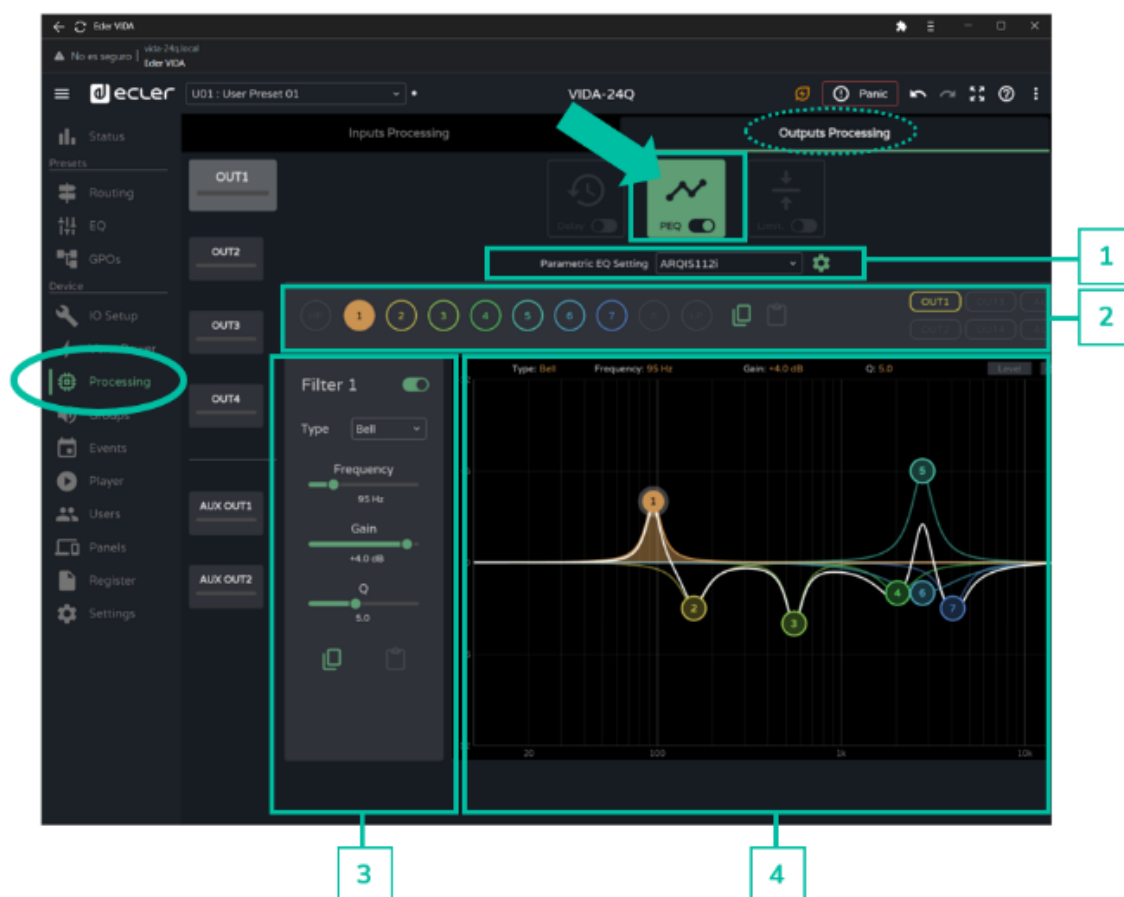 Ecler VIDA
No es seguro | vida-24q.local
Ecler VIDA
ecler U01 : User Preset 01 VIDA-24Q Panic
Status
Inputs Processing Outputs Processing
Presets
Routing
EQ
GPOs
Device
IO Setup
Power
Processing
Groups
Events
Player
Users
Panels
Register
Settings
OUT1
OUT2
OUT3
OUT4
AUX OUT1
AUX OUT2
Delay PEQ Limit
Parametric EQ Setting ARQIS112i
1
HP 1 2 3 4 5 6 7 LP
OUT1 OUT3
OUT2 OUT4
2
Filter 1
Type Bell
Frequency
95 Hz
Gain
+4.0 dB
Q
5.0
Type: Bell Frequency: 95 Hz Gain: +4.0 dB Q: 5.0 Level
5
1
4 6
2 7
3
20 100 1k 10k
3 4